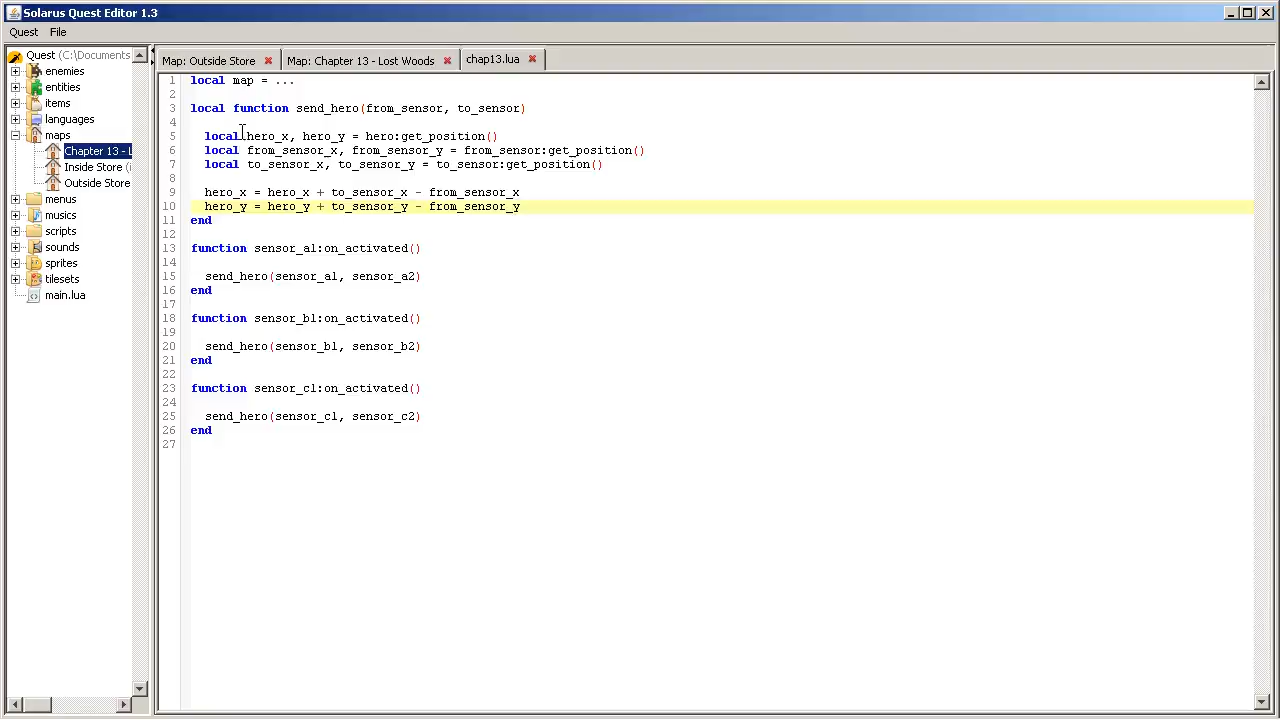 Solarus Quest Editor 1.3
Quest File
Quest (C:\Documents
enemies
entities
items
languages
maps
Chapter 13 - L
Inside Store (i
Outside Store
menus
musics
scripts
sounds
sprites
tilesets
main.lua
Map: Outside Store Map: Chapter 13 - Lost Woods chap13.lua
1 local map = ...
2
3 local function send_hero(from_sensor, to_sensor)
4
5 local hero_x, hero_y = hero:get_position()
6 local from_sensor_x, from_sensor_y = from_sensor:get_position()
7 local to_sensor_x, to_sensor_y = to_sensor:get_position()
8
9 hero_x = hero_x + to_sensor_x - from_sensor_x
10 hero_y = hero_y + to_sensor_y - from_sensor_y
11 end
12
13 function sensor_a1:on_activated()
14
15 send_hero(sensor_a1, sensor_a2)
16 end
17
18 function sensor_b1:on_activated()
19
20 send_hero(sensor_b1, sensor_b2)
21 end
22
23 function sensor_c1:on_activated()
24
25 send_hero(sensor_c1, sensor_c2)
26 end
27